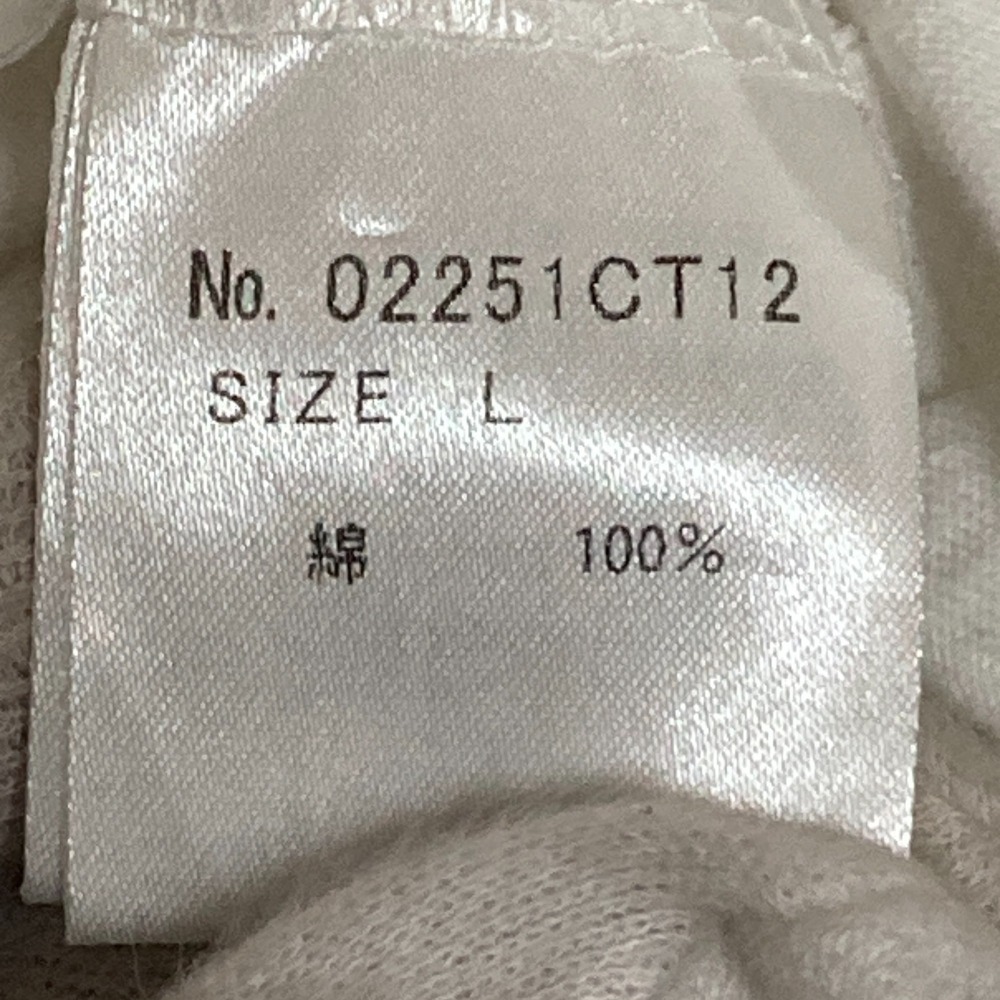 No. 02251CT12
SIZE L
綿 100%